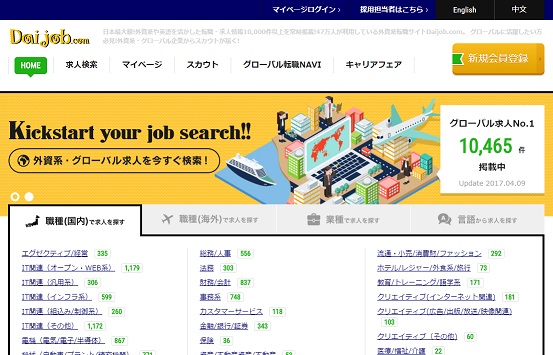 マイページログイン 〉 採用担当者はこちら 〉 English 中文
Daijob.com
日本最大級!外資系や英語を活かした転職・求人情報10,000件以上を常時掲載!47万人が利用している外資系転職サイトDaijob.com。グローバルに活躍したい方
必見!外資系・グローバル企業からスカウトが届く!
新規会員登録
HOME 求人検索 マイページ スカウト グローバル転職NAVI キャリアフェア
Kickstart your job search!!
外資系・グローバル求人を今すぐ検索!
グローバル求人No.1
10,465 件
掲載中
Update 2017.04.09
職種(国内)で求人を探す 職種(海外)で求人を探す 業種で求人を探す 言語から求人を探す
エグゼクティブ/経営 335
IT関連(オープン・WEB系) 1,179
IT関連(汎用系) 306
IT関連(インフラ系) 599
IT関連(組込み/制御系) 260
IT関連(その他) 1,172
電機(電気/電子/半導体) 867
総務/人事 556
法務 303
財務/会計 837
事務系 748
カスタマーサービス 118
金融/銀行/証券 343
保険 36
流通・小売/消費財/ファッション 292
ホテル/レジャー/外食系/旅行 73
教育/トレーニング/語学系 171
クリエイティブ(インターネット関連) 181
クリエイティブ(広告/出版/放送/映像関連)
103
クリエイティブ(その他) 60
医療/福祉/介護 22